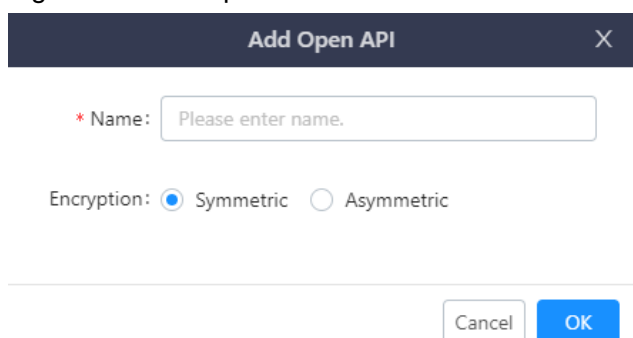 Add Open API X
* Name: Please enter name.
Encryption: Symmetric Asymmetric
Cancel OK